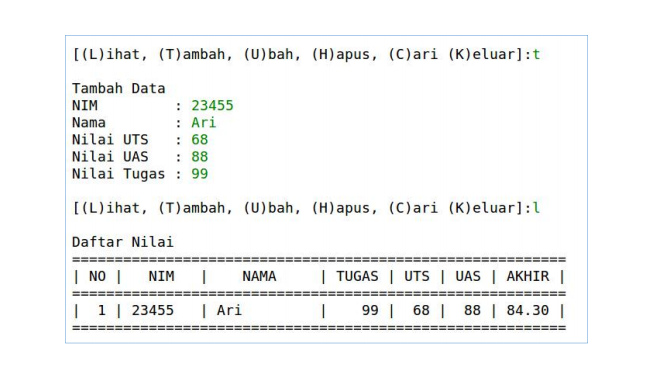 [(L)ihat, (T)ambah, (U)bah, (H)apus, (C)ari (K)eluar]:t
Tambah Data
NIM         : 23455
Nama        : Ari
Nilai UTS   : 68
Nilai UAS   : 88
Nilai Tugas : 99
[(L)ihat, (T)ambah, (U)bah, (H)apus, (C)ari (K)eluar]:l
Daftar Nilai
==========================================================
| NO |   NIM   |    NAMA     | TUGAS | UTS | UAS | AKHIR |
==========================================================
|  1 | 23455   | Ari         |    99 |  68 |  88 | 84.30 |
==========================================================